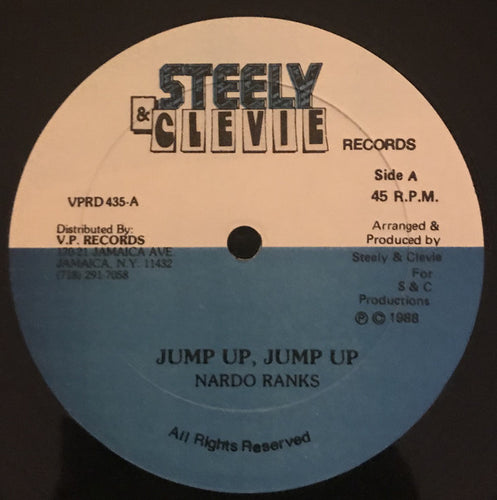 STEELY
& CLEVIE
RECORDS
Side A
VPRD 435-A
45 R.P.M.
Distributed By:
V.P. RECORDS
170-21 JAMAICA AVE.
JAMAICA, N.Y. 11432
(718) 291-7058
Arranged &
Produced by
Steely & Clevie
For
S & C
Productions
Ⓟ © 1988
JUMP UP, JUMP UP
NARDO RANKS
All Rights Reserved